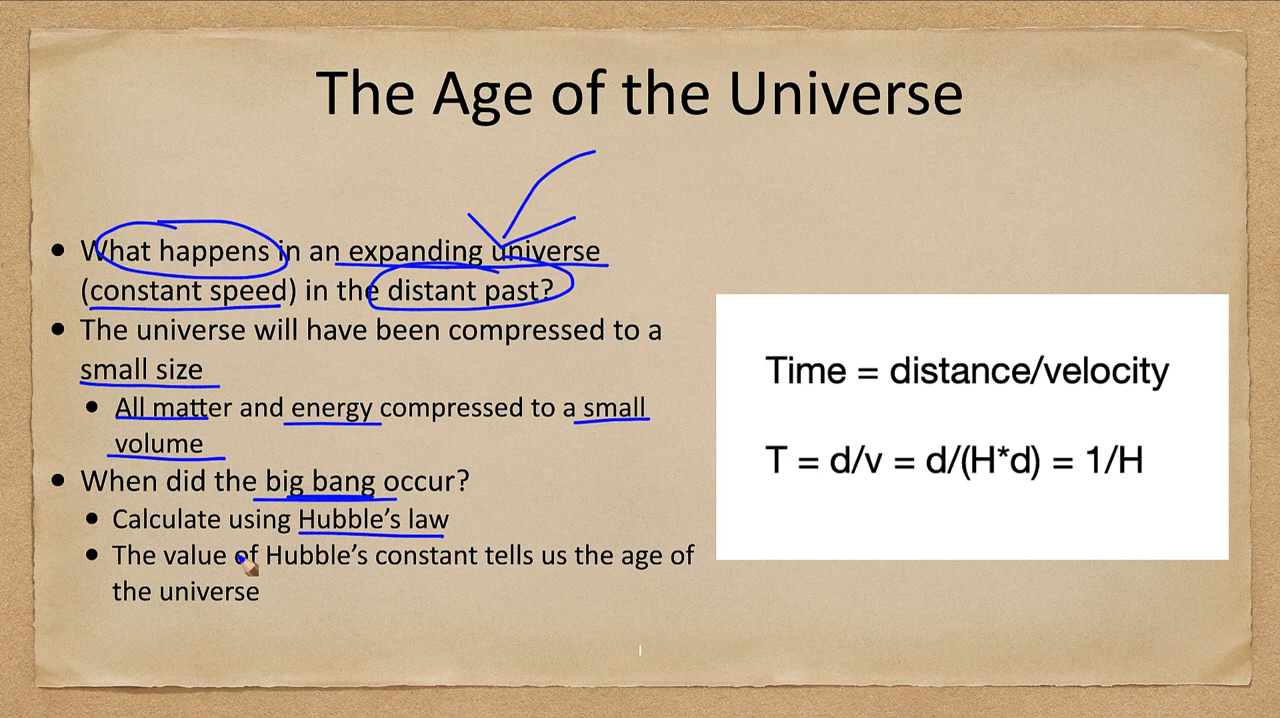 The Age of the Universe
• What happens in an expanding universe
(constant speed) in the distant past?
• The universe will have been compressed to a
small size
• All matter and energy compressed to a small
volume
• When did the big bang occur?
• Calculate using Hubble's law
• The value of Hubble's constant tells us the age of
the universe
Time = distance/velocity
T = d/v = d/(H*d) = 1/H